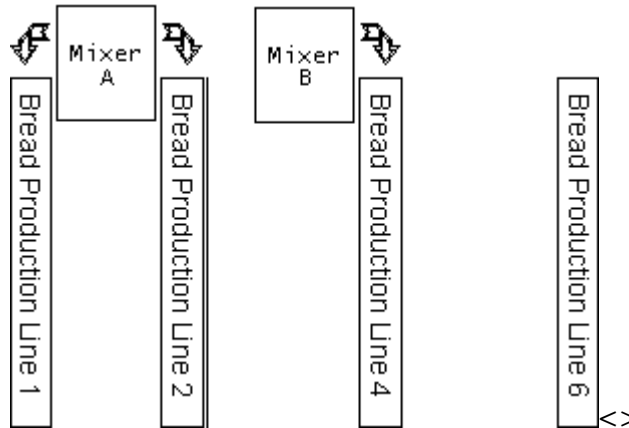 Mixer
A
Mixer
B
Bread Production Line 1
Bread Production Line 2
Bread Production Line 4
Bread Production Line 6
<>